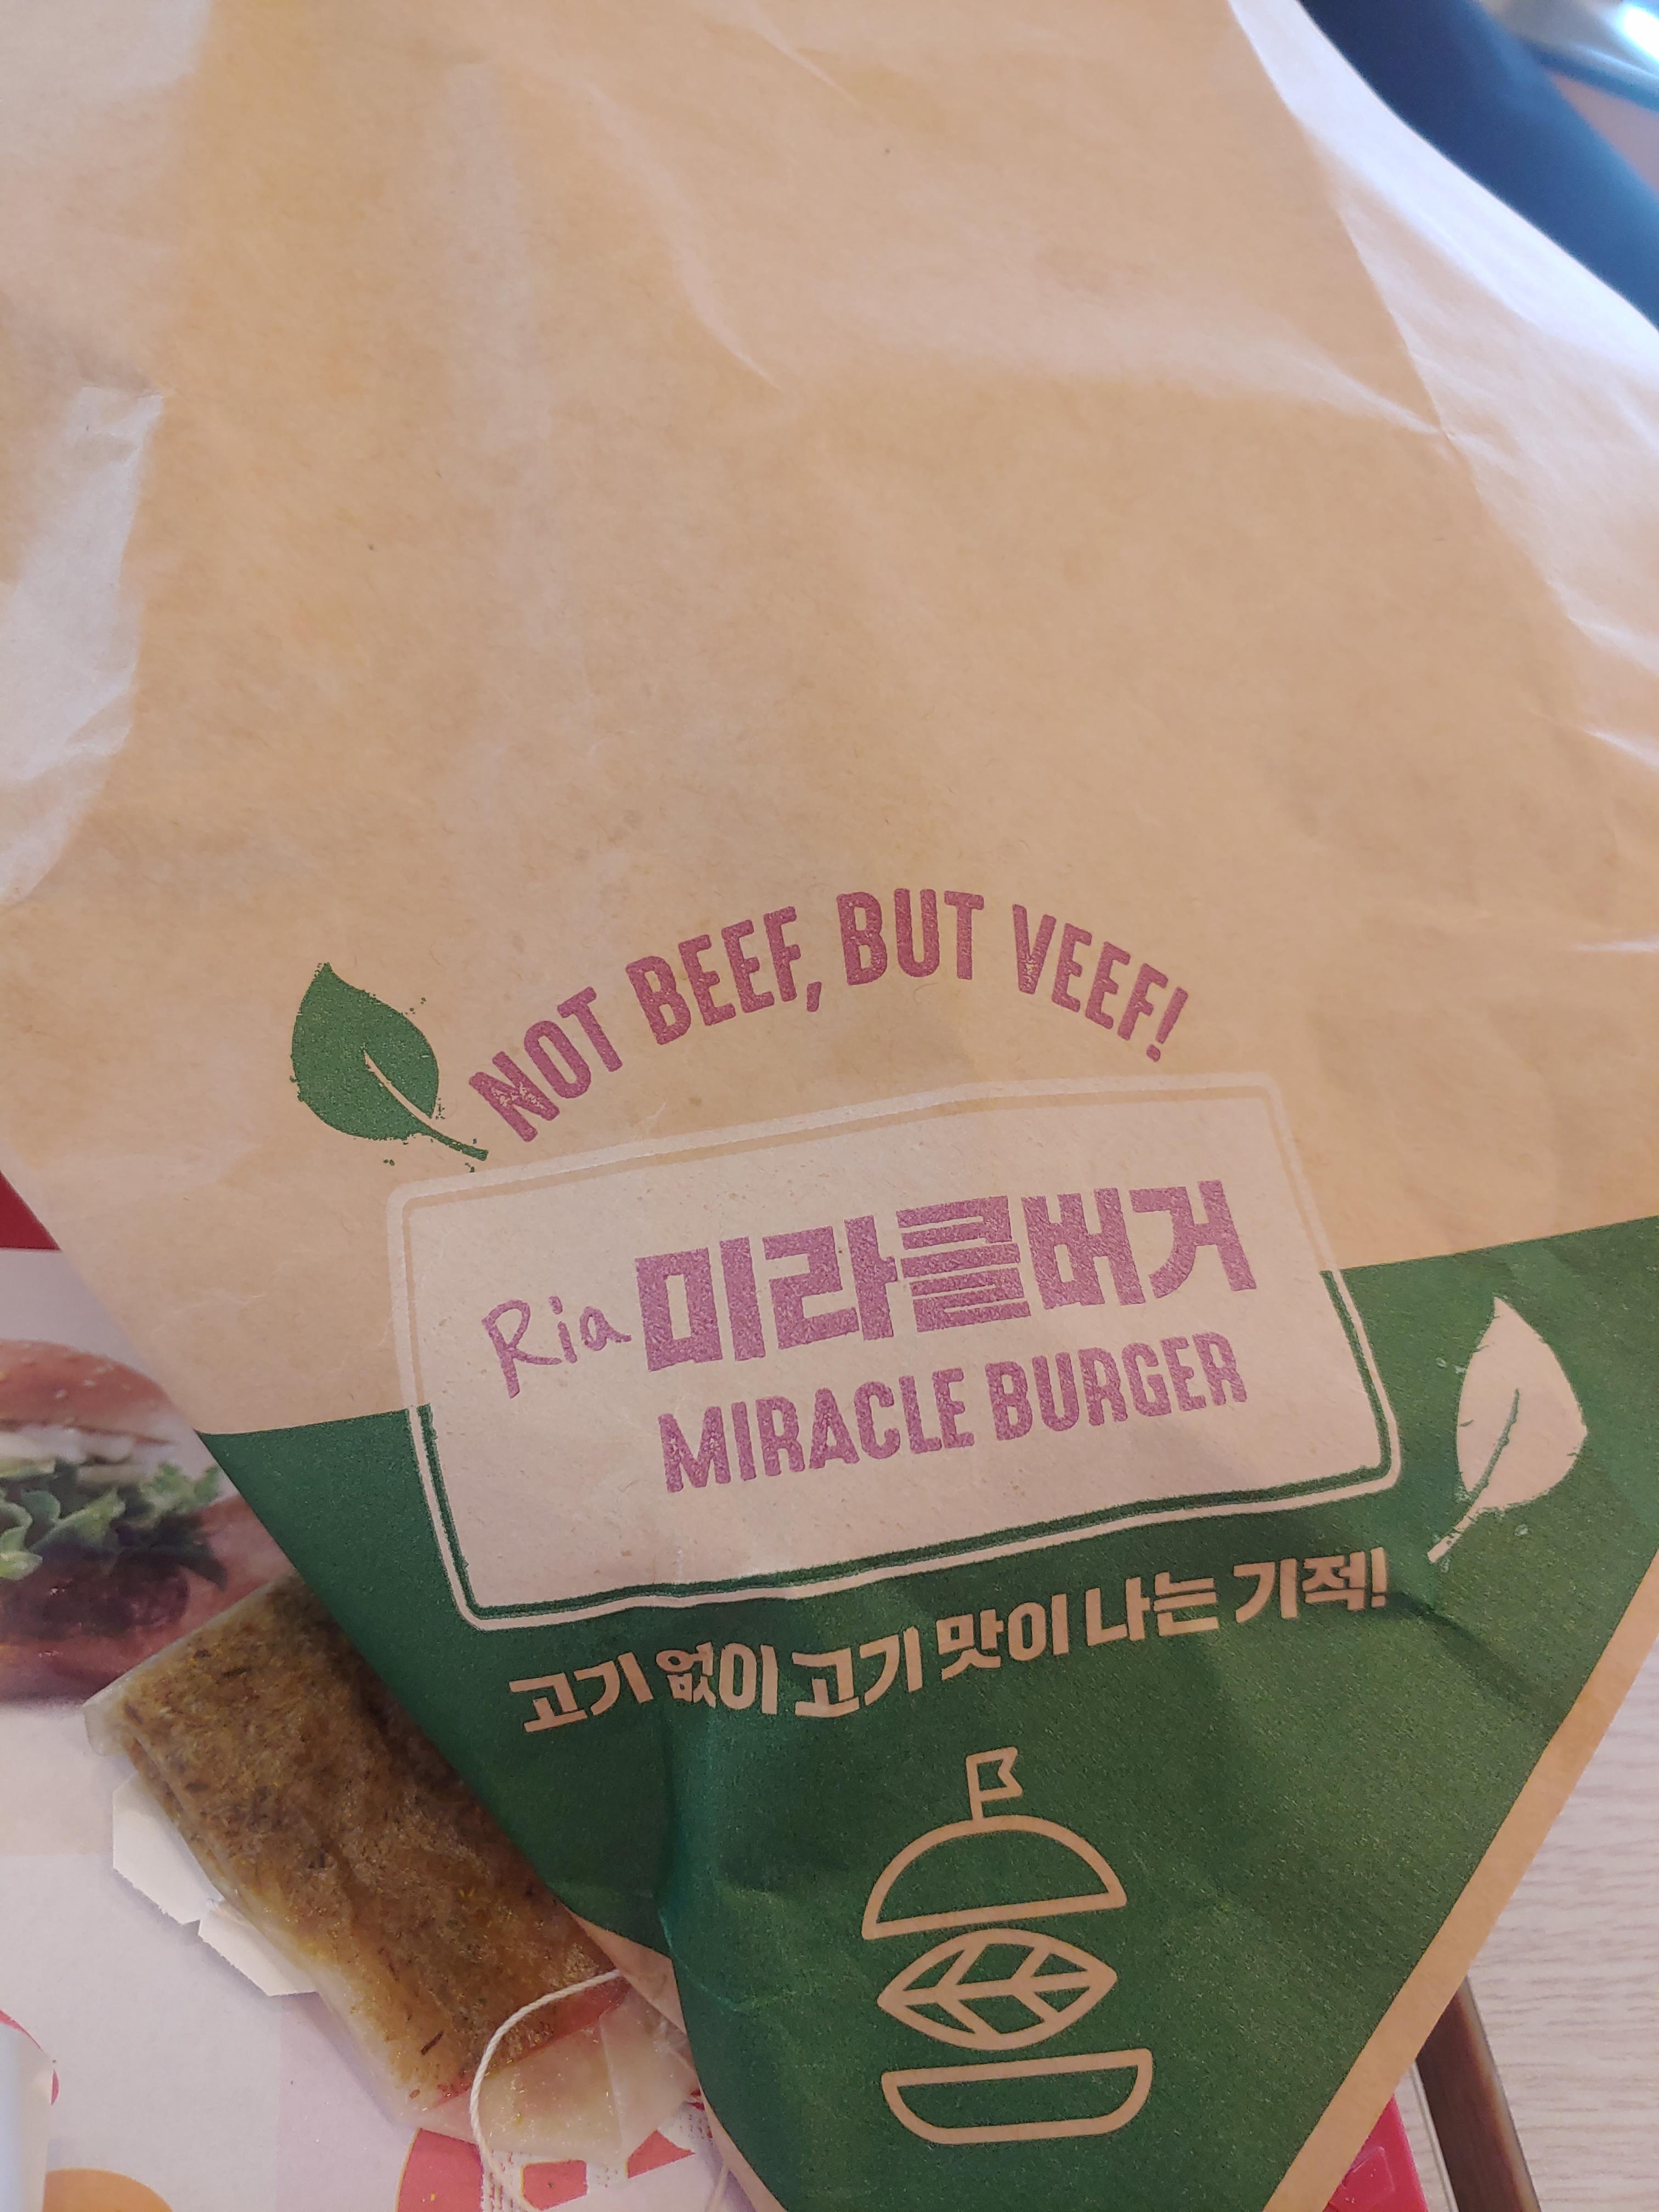 NOT BEEF, BUT VEEF!
Ria 미라클버거
MIRACLE BURGER
고기 없이 고기 맛이 나는 기적!